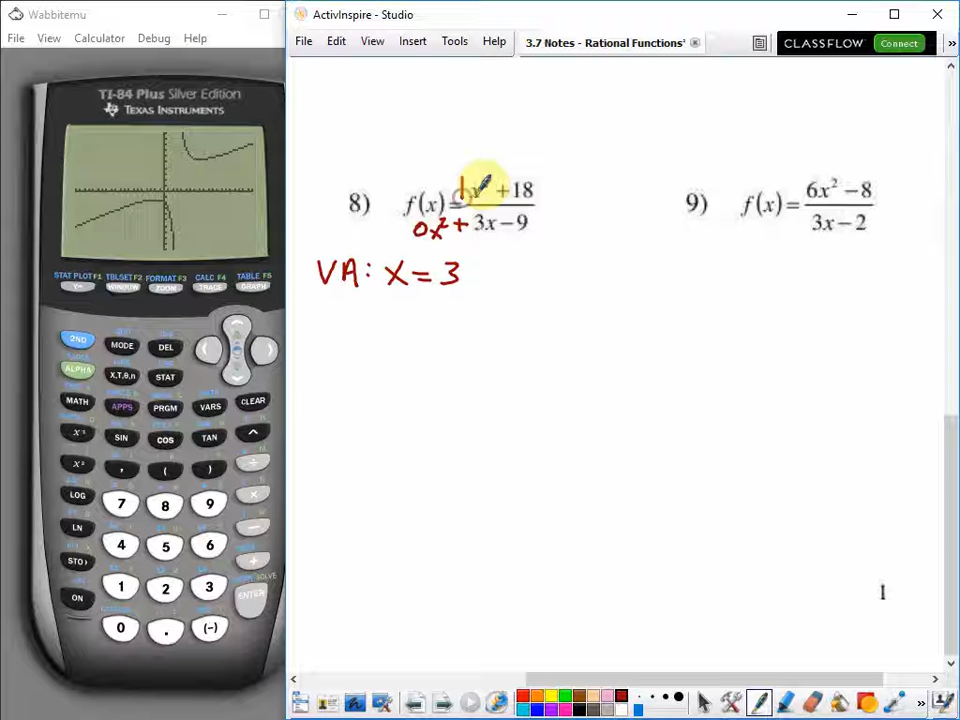 Wabbitemu
File View Calculator Debug Help
TI-84 Plus Silver Edition
TEXAS INSTRUMENTS
STAT PLOT F1 TBLSET F2 FORMAT F3 CALC F4 TABLE F5
Y= WINDOW ZOOM TRACE GRAPH
2ND MODE DEL
ALPHA X,T,θ,n STAT
MATH APPS PRGM VARS CLEAR
x⁻¹ SIN COS TAN ^
x² , ( ) ÷
LOG 7 8 9 ×
LN 4 5 6 −
STO› 1 2 3 +
ON 0 . (−) ENTER
ActivInspire - Studio
File Edit View Insert Tools Help 3.7 Notes - Rational Functions* CLASSFLOW Connect »
8) f(x) = 1x² + 18 / 0x² + 3x − 9
VA: X = 3
9) f(x) = 6x² − 8 / 3x − 2
1